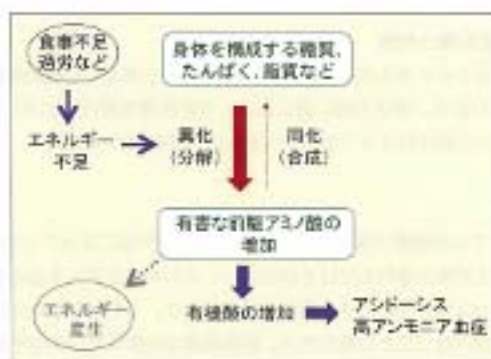 食事不足
過労など
身体を構成する糖質、
たんぱく、脂質など
エネルギー
不足
異化
(分解)
同化
(合成)
有害な前駆アミノ酸の
増加
エネルギー
産生
有機酸の増加
アシドーシス
高アンモニア血症